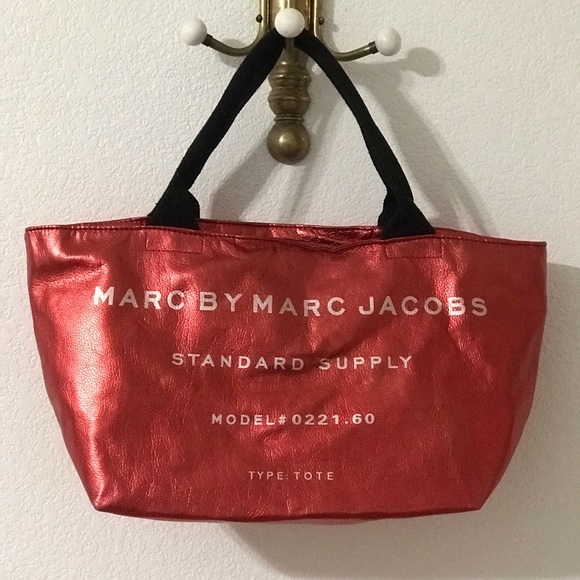 MARC BY MARC JACOBS
STANDARD SUPPLY
MODEL#0221.60
TYPE: TOTE